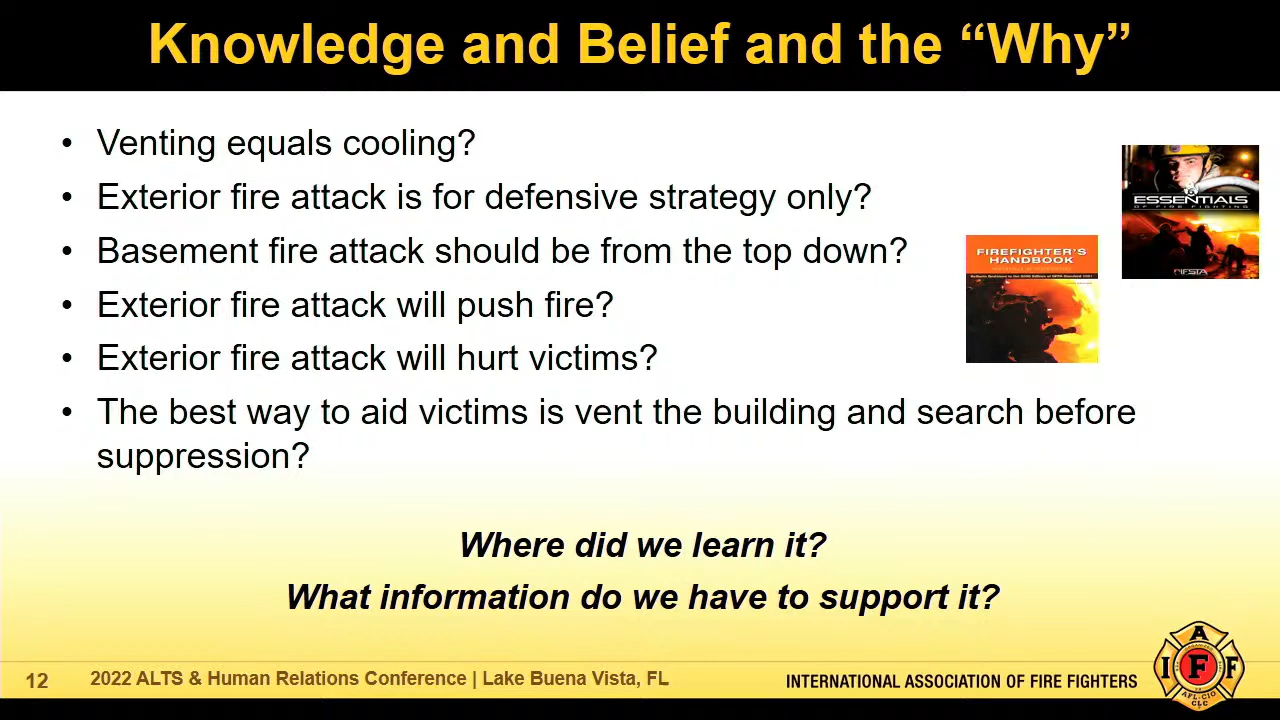 Knowledge and Belief and the “Why”
• Venting equals cooling?
• Exterior fire attack is for defensive strategy only?
• Basement fire attack should be from the top down?
• Exterior fire attack will push fire?
• Exterior fire attack will hurt victims?
• The best way to aid victims is vent the building and search before
suppression?
ESSENTIALS
OF FIRE FIGHTING
IFSTA
FIREFIGHTER'S
HANDBOOK
Where did we learn it?
What information do we have to support it?
12
2022 ALTS & Human Relations Conference | Lake Buena Vista, FL
INTERNATIONAL ASSOCIATION OF FIRE FIGHTERS
A
I F F
AFL-CIO
CLC